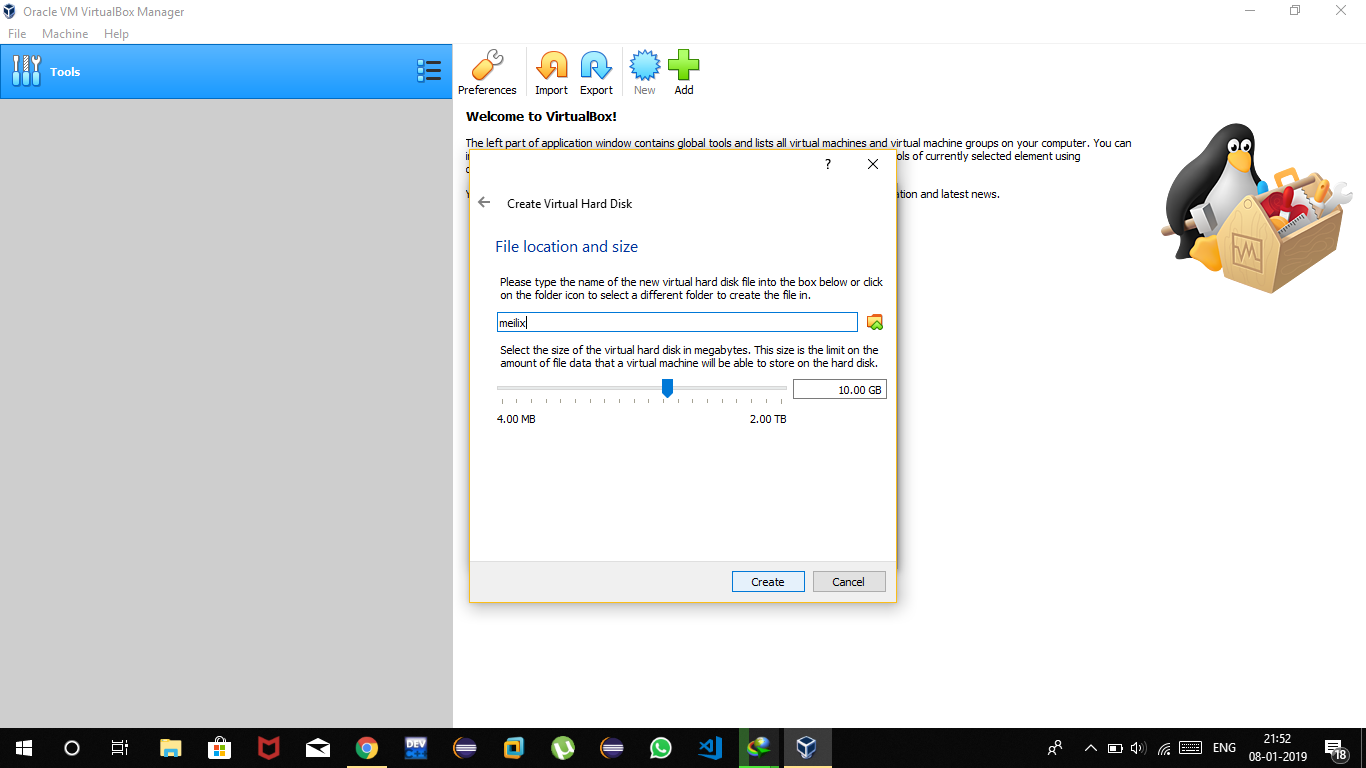 Oracle VM VirtualBox Manager
File Machine Help
Tools
Preferences Import Export New Add
Welcome to VirtualBox!
The left part of application window contains global tools and lists all virtual machines and virtual machine groups on your computer. You can
ols of currently selected element using
ation and latest news.
?
Create Virtual Hard Disk
File location and size
Please type the name of the new virtual hard disk file into the box below or click
on the folder icon to select a different folder to create the file in.
meilix
Select the size of the virtual hard disk in megabytes. This size is the limit on the
amount of file data that a virtual machine will be able to store on the hard disk.
10.00 GB
4.00 MB 2.00 TB
Create Cancel
DEV
ENG
21:52
08-01-2019
18